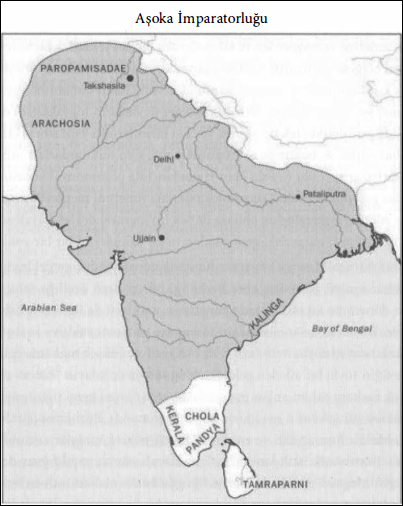 Aşoka İmparatorluğu
PAROPAMISADAE
Takshasila
ARACHOSIA
Delhi
Pataliputra
Ujjain
Arabian Sea
KALINGA
Bay of Bengal
CHOLA
KERALA
PANDYA
TAMRAPARNI